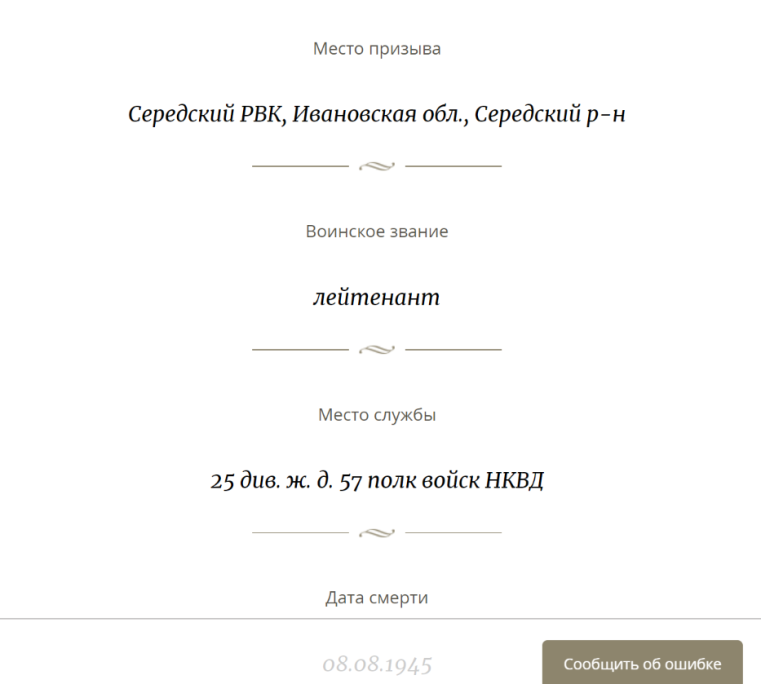 Место призыва
Середский РВК, Ивановская обл., Середский р-н
Воинское звание
лейтенант
Место службы
25 див. ж. д. 57 полк войск НКВД
Дата смерти
08.08.1945
Сообщить об ошибке